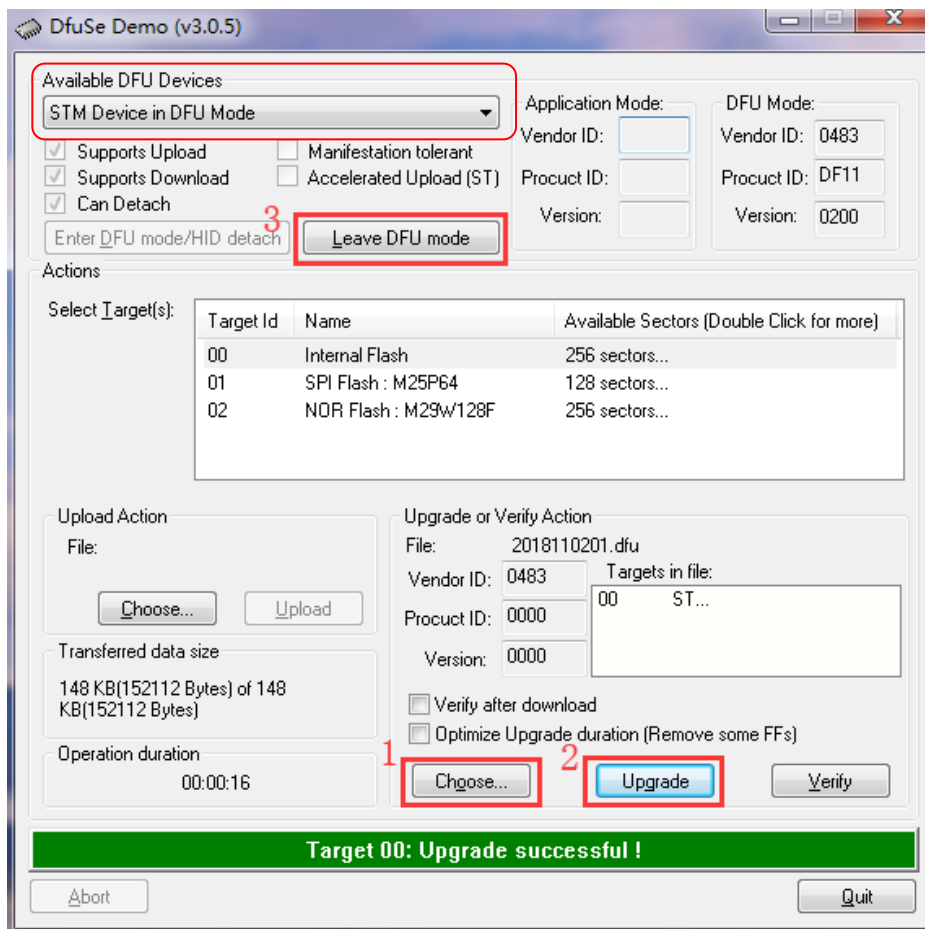 DfuSe Demo (v3.0.5)
Available DFU Devices
STM Device in DFU Mode
Supports Upload
Manifestation tolerant
Supports Download
Accelerated Upload (ST)
Can Detach
3
Enter DFU mode/HID detach
Leave DFU mode
Application Mode:
Vendor ID:
Procuct ID:
Version:
DFU Mode:
Vendor ID: 0483
Procuct ID: DF11
Version: 0200
Actions
Select Target(s):
Target Id Name Available Sectors (Double Click for more)
00 Internal Flash 256 sectors...
01 SPI Flash : M25P64 128 sectors...
02 NOR Flash : M29W128F 256 sectors...
Upload Action
File:
Choose... Upload
Transferred data size
148 KB(152112 Bytes) of 148
KB(152112 Bytes)
Operation duration
00:00:16
Upgrade or Verify Action
File: 2018110201.dfu
Vendor ID: 0483
Procuct ID: 0000
Version: 0000
Targets in file:
00 ST...
Verify after download
Optimize Upgrade duration (Remove some FFs)
1 Choose...
2 Upgrade
Verify
Target 00: Upgrade successful !
Abort
Quit